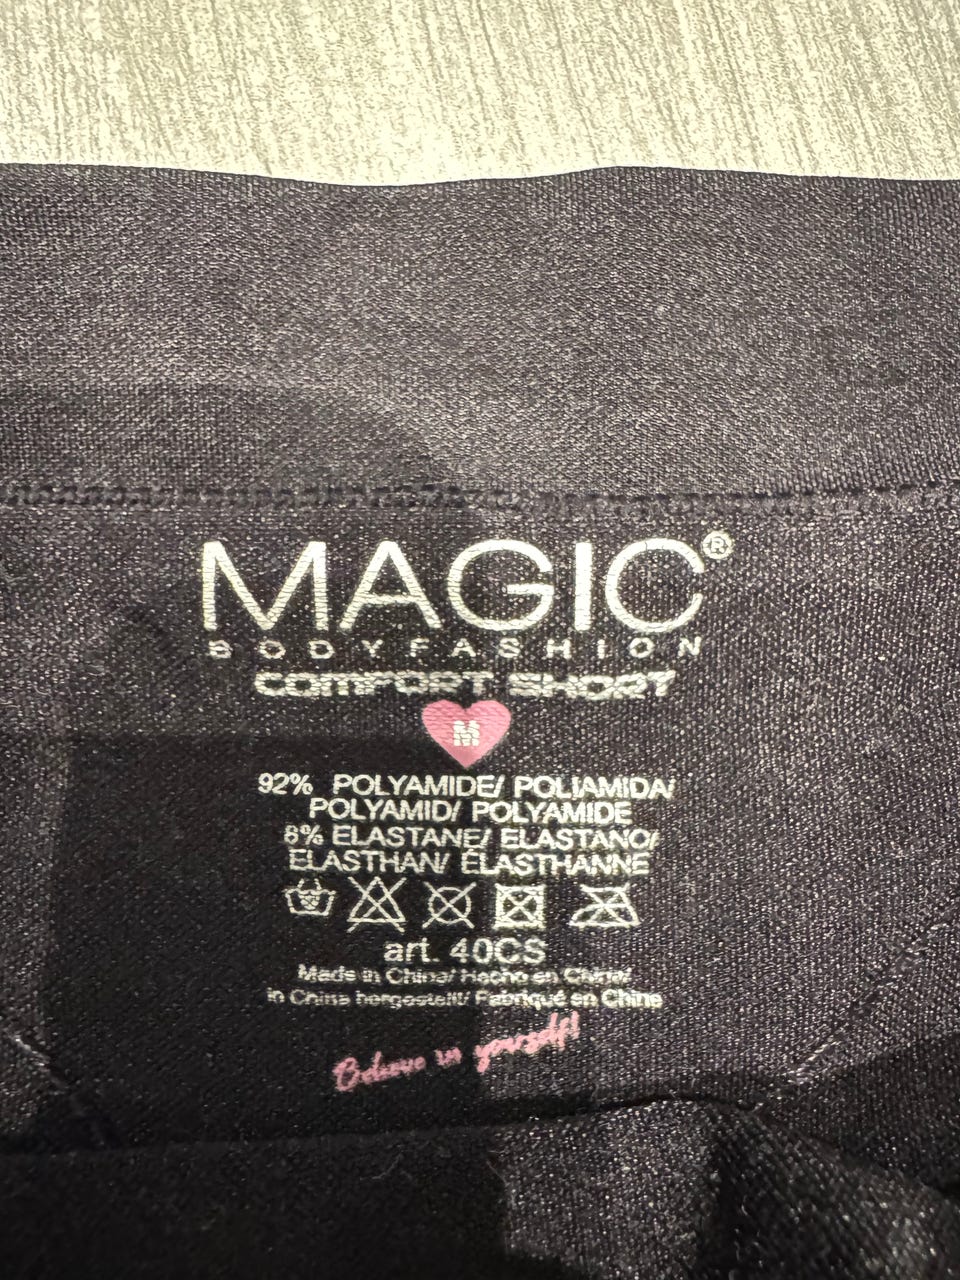 MAGIC®
BODYFASHION
COMFORT SHORT
M
92% POLYAMIDE/ POLIAMIDA/
POLYAMID/ POLYAMIDE
8% ELASTANE/ ELASTANO/
ELASTHAN/ ÉLASTHANNE
art. 40CS
Made in China/ Hecho en China/
in China hergestellt/ Fabriqué en Chine
Believe in yourself!